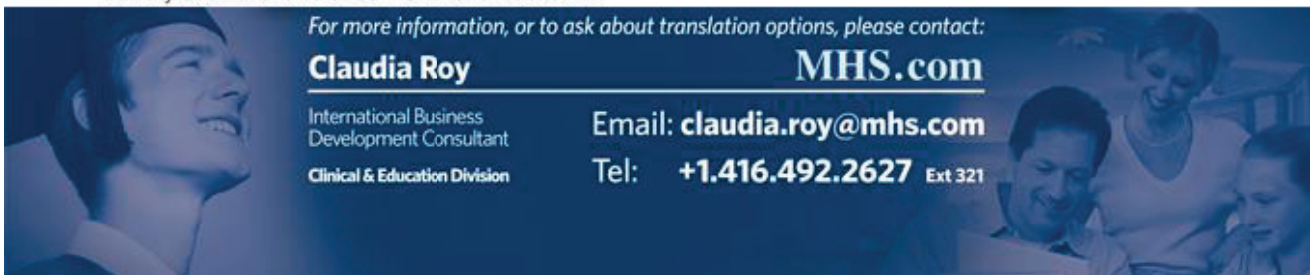 For more information, or to ask about translation options, please contact:
Claudia Roy
MHS.com
International Business
Development Consultant
Clinical & Education Division
Email: claudia.roy@mhs.com
Tel: +1.416.492.2627 Ext 321